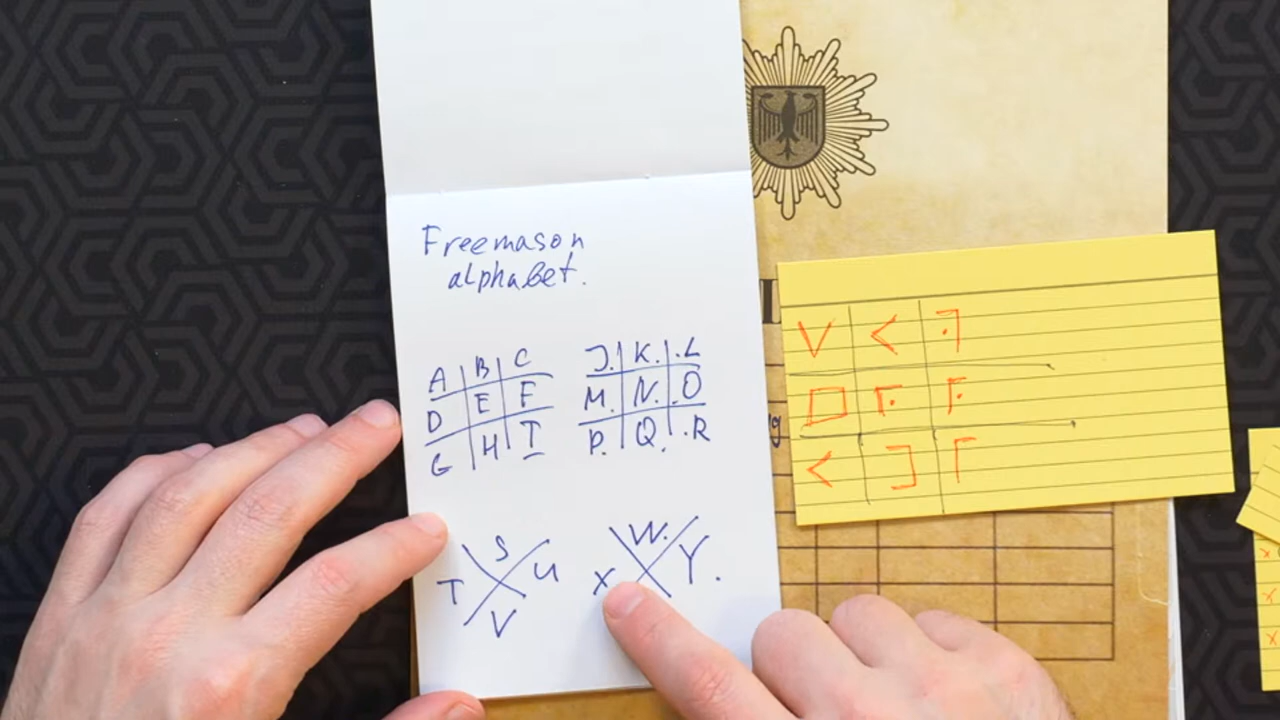 Freemason
alphabet.
A B C
D E F
G H I
J. K. .L
M. N. .O
P. Q. .R
S
T U
V
W.
X Y.